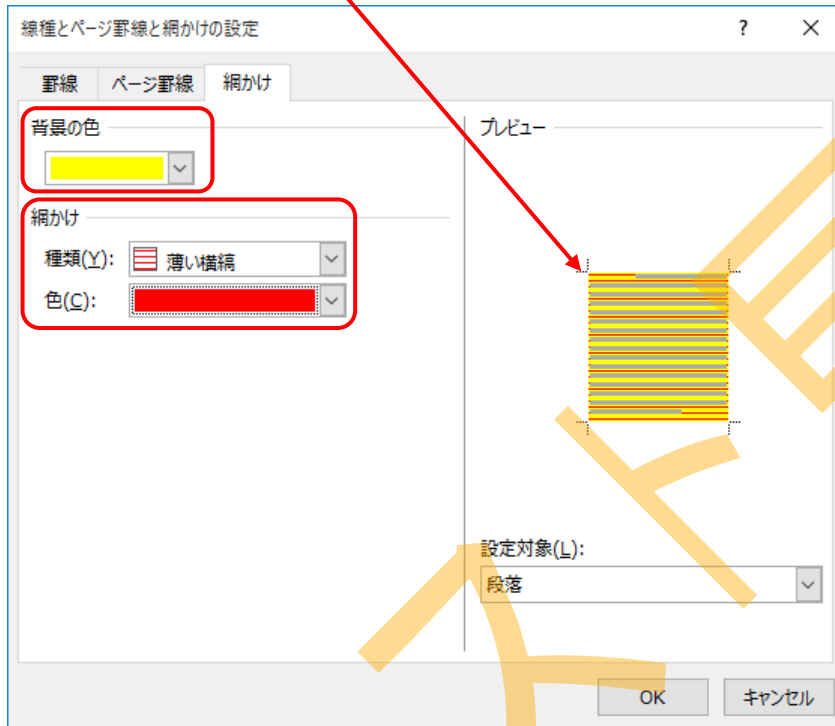 線種とページ罫線と網かけの設定
罫線 ページ罫線 網かけ
背景の色
網かけ
種類(Y): 薄い横縞
色(C):
プレビュー
設定対象(L):
段落
OK キャンセル